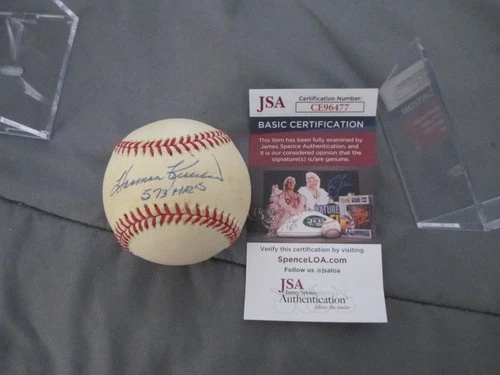 Harmon Killebrew
573 HR'S
JSA
Certification Number:
CE96477
BASIC CERTIFICATION
This item has been fully examined by
James Spence Authentication, and
it is our considered opinion that the
signature(s) is/are genuine.
Verify this certification by visiting
SpenceLOA.com
Follow us @jsaloa
JSA
James Spence
Authentication